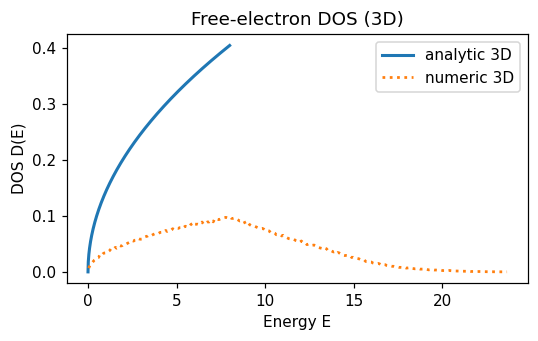 Free-electron DOS (3D)
DOS D(E)
0.4
0.3
0.2
0.1
0.0
analytic 3D
numeric 3D
0 5 10 15 20
Energy E